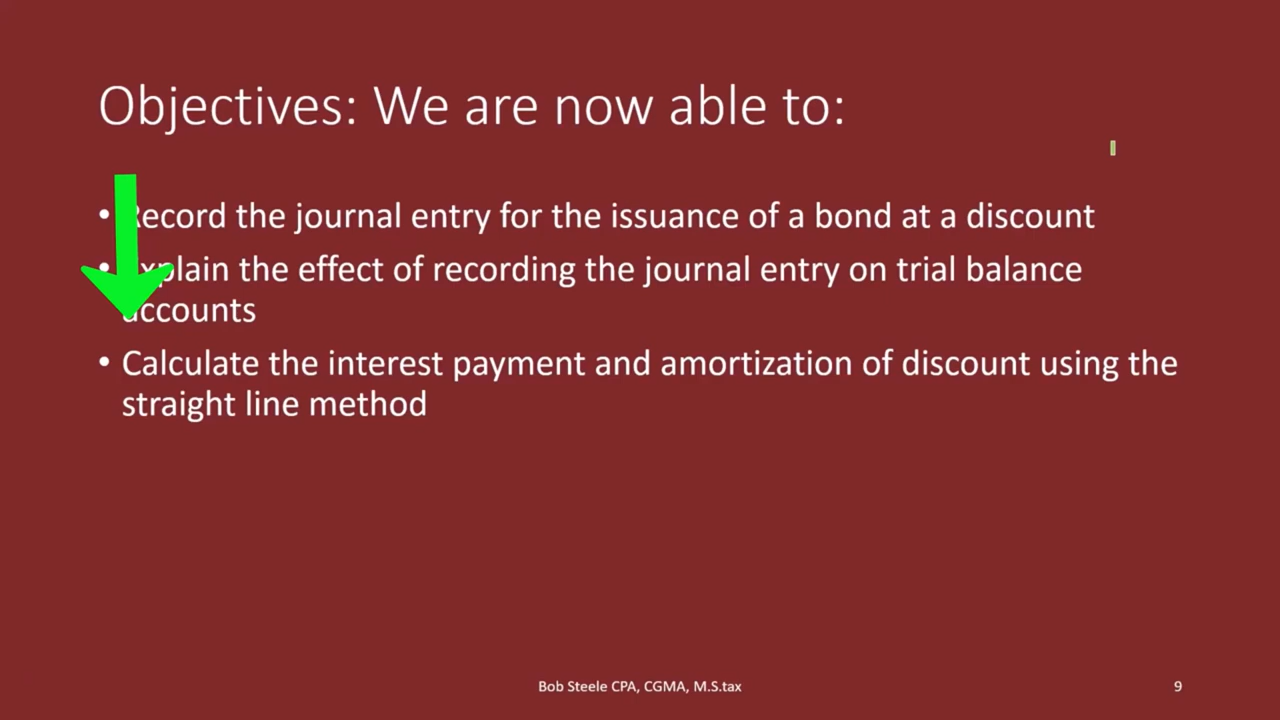 Objectives: We are now able to:
• Record the journal entry for the issuance of a bond at a discount
• Explain the effect of recording the journal entry on trial balance
accounts
• Calculate the interest payment and amortization of discount using the
straight line method
Bob Steele CPA, CGMA, M.S.tax
9